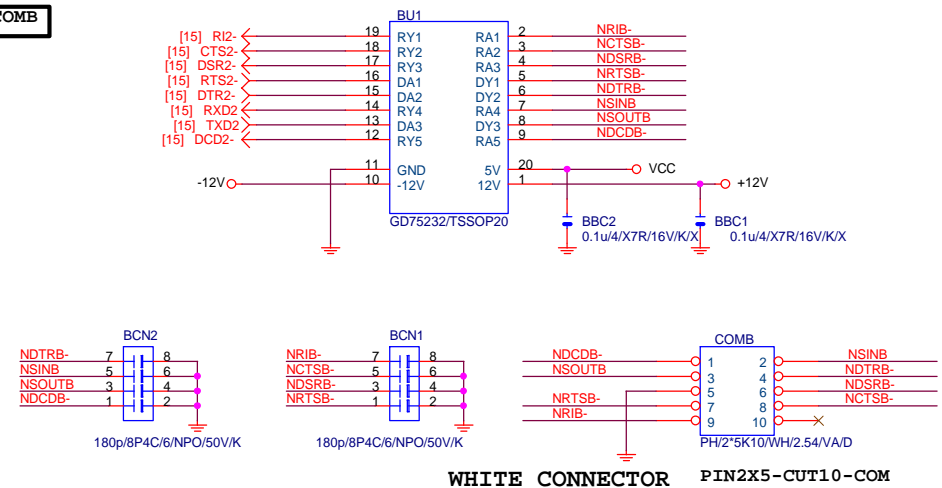 COMB
BU1
[15] RI2- 19 RY1 RA1 2 NRIB-
[15] CTS2- 18 RY2 RA2 3 NCTSB-
[15] DSR2- 17 RY3 RA3 4 NDSRB-
[15] RTS2- 16 DA1 DY1 5 NRTSB-
[15] DTR2- 15 DA2 DY2 6 NDTRB-
[15] RXD2 14 RY4 RA4 7 NSINB
[15] TXD2 13 DA3 DY3 8 NSOUTB
[15] DCD2- 12 RY5 RA5 9 NDCDB-
11 GND 5V 20 VCC
-12V 10 -12V 12V 1 +12V
GD75232/TSSOP20
BBC2 BBC1
0.1u/4/X7R/16V/K/X 0.1u/4/X7R/16V/K/X
BCN2
NDTRB- 7 8
NSINB 5 6
NSOUTB 3 4
NDCDB- 1 2
180p/8P4C/6/NPO/50V/K
BCN1
NRIB- 7 8
NCTSB- 5 6
NDSRB- 3 4
NRTSB- 1 2
180p/8P4C/6/NPO/50V/K
COMB
NDCDB- 1 2 NSINB
NSOUTB 3 4 NDTRB-
5 6 NDSRB-
NRTSB- 7 8 NCTSB-
NRIB- 9 10
PH/2*5K10/WH/2.54/VA/D
WHITE CONNECTOR PIN2X5-CUT10-COM